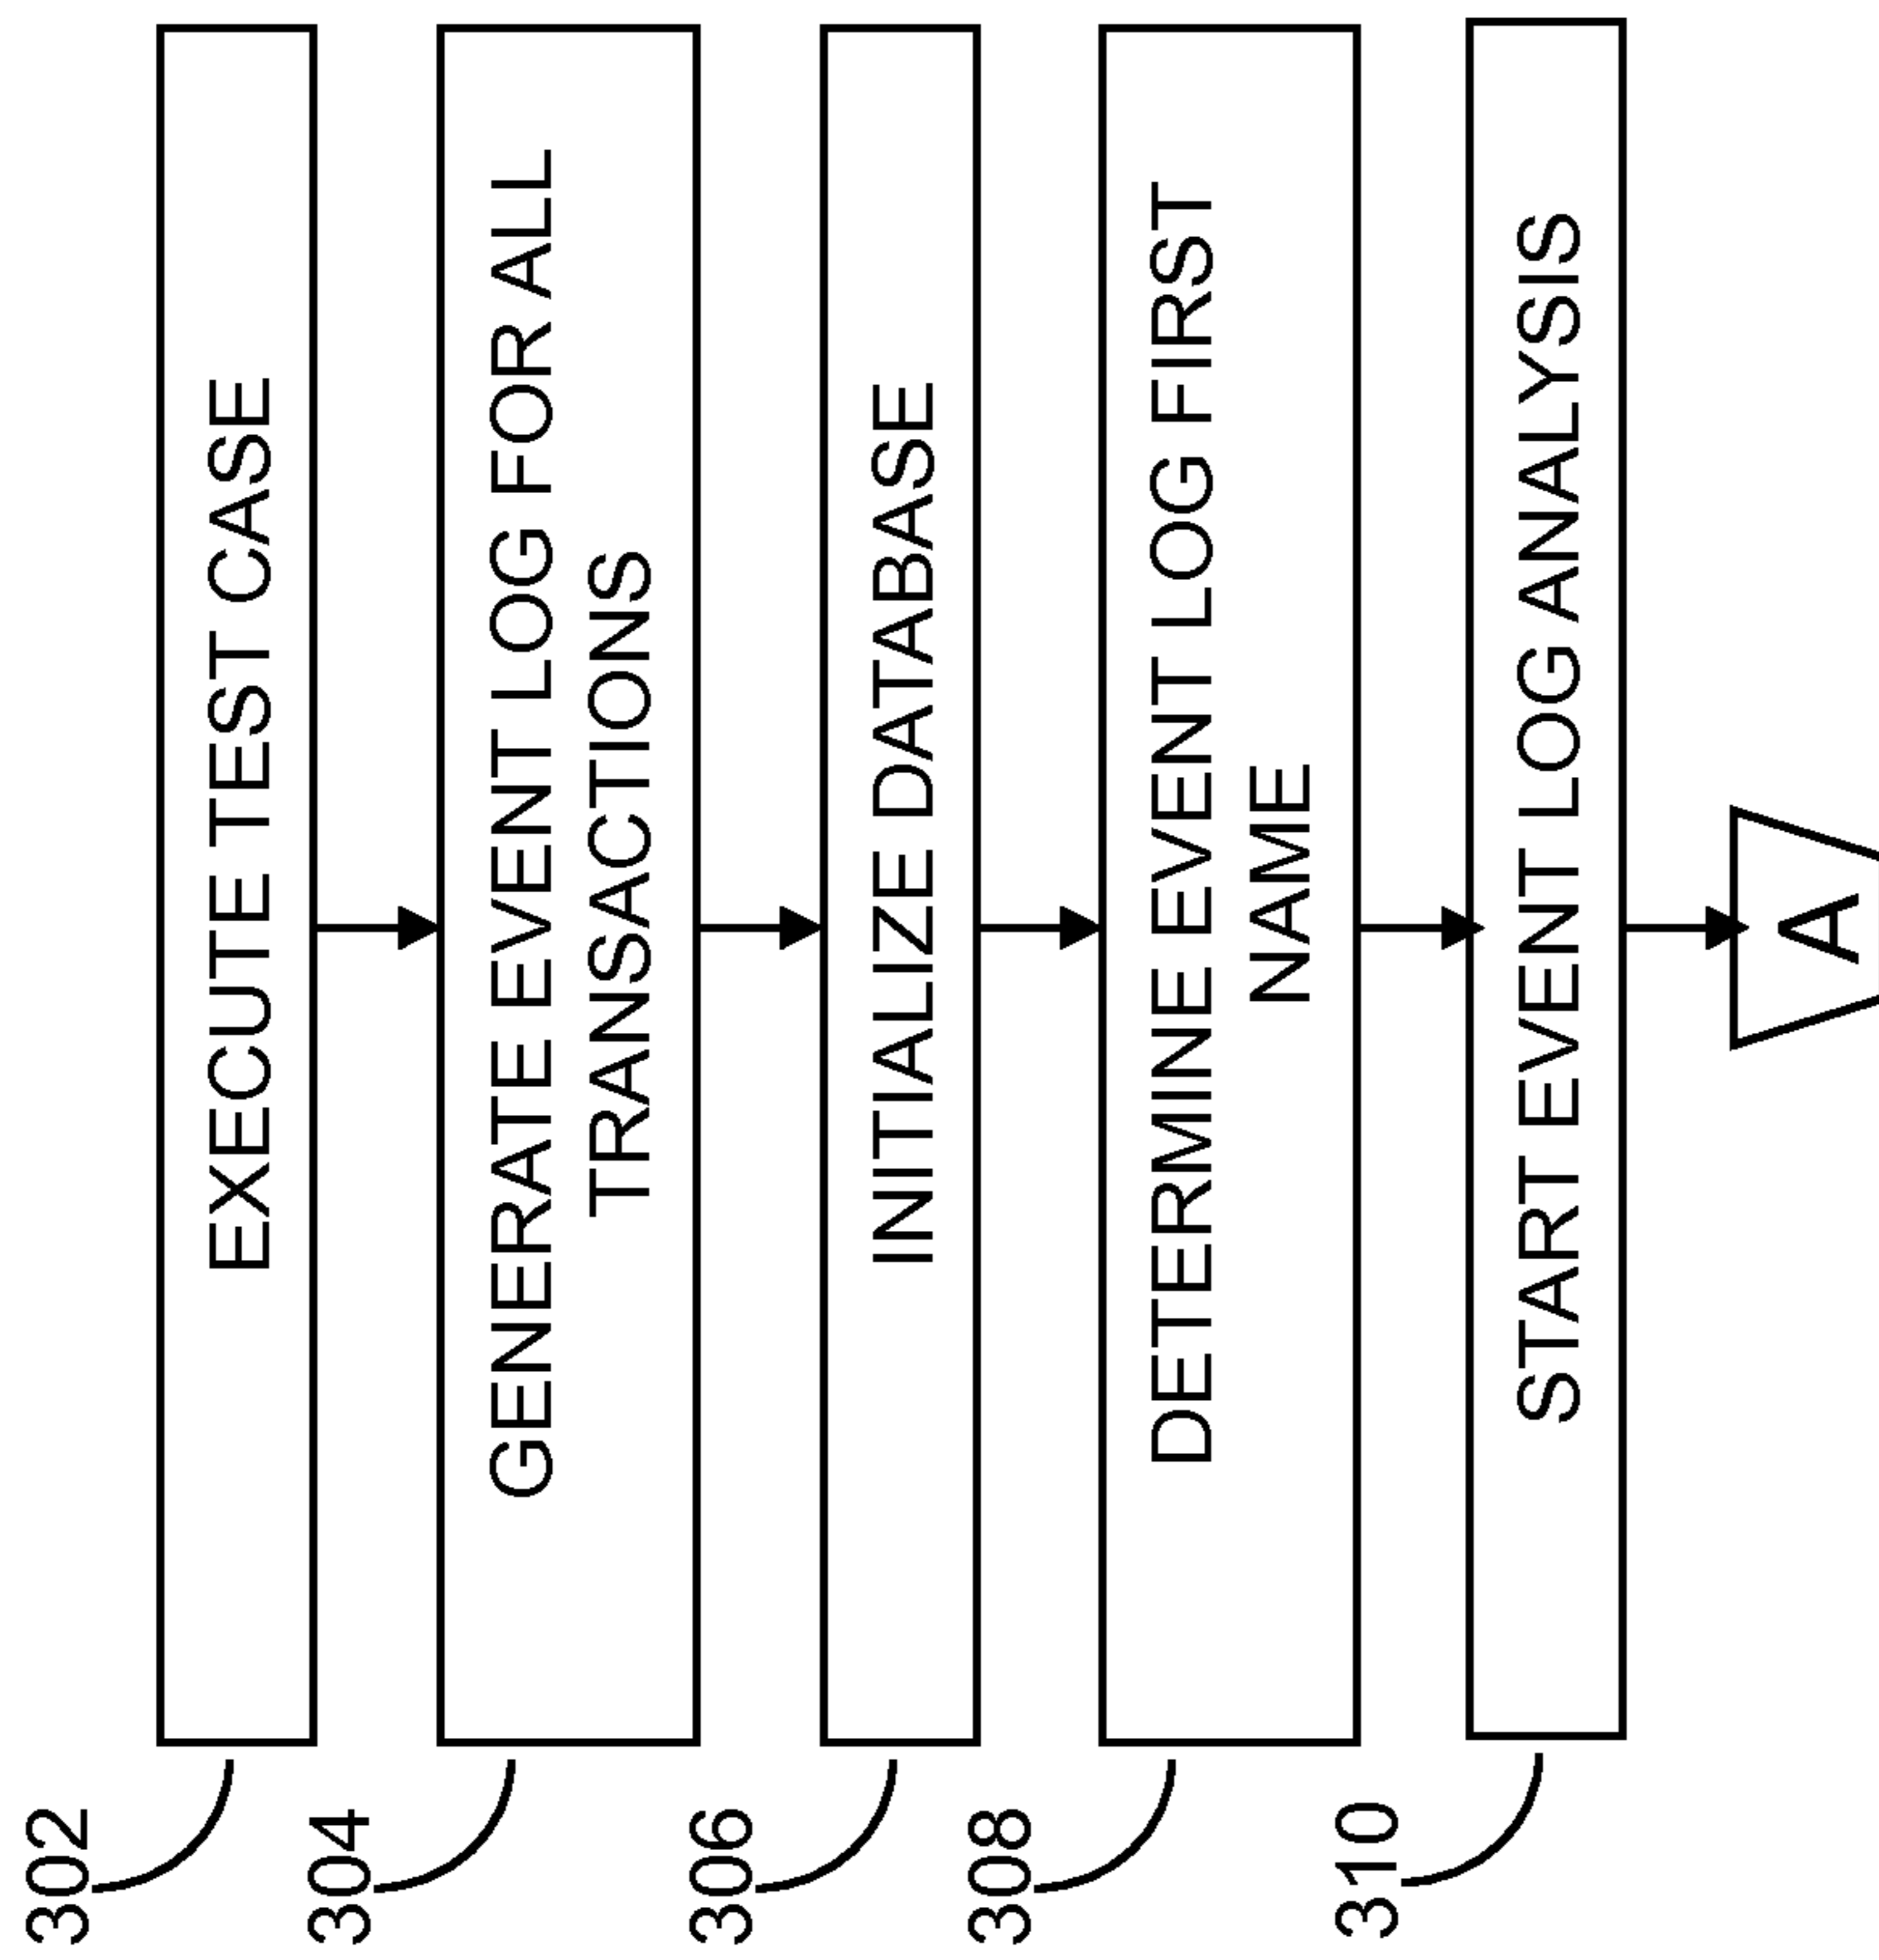 302
EXECUTE TEST CASE
304
GENERATE EVENT LOG FOR ALL
TRANSACTIONS
306
INITIALIZE DATABASE
308
DETERMINE EVENT LOG FIRST
NAME
310
START EVENT LOG ANALYSIS
A